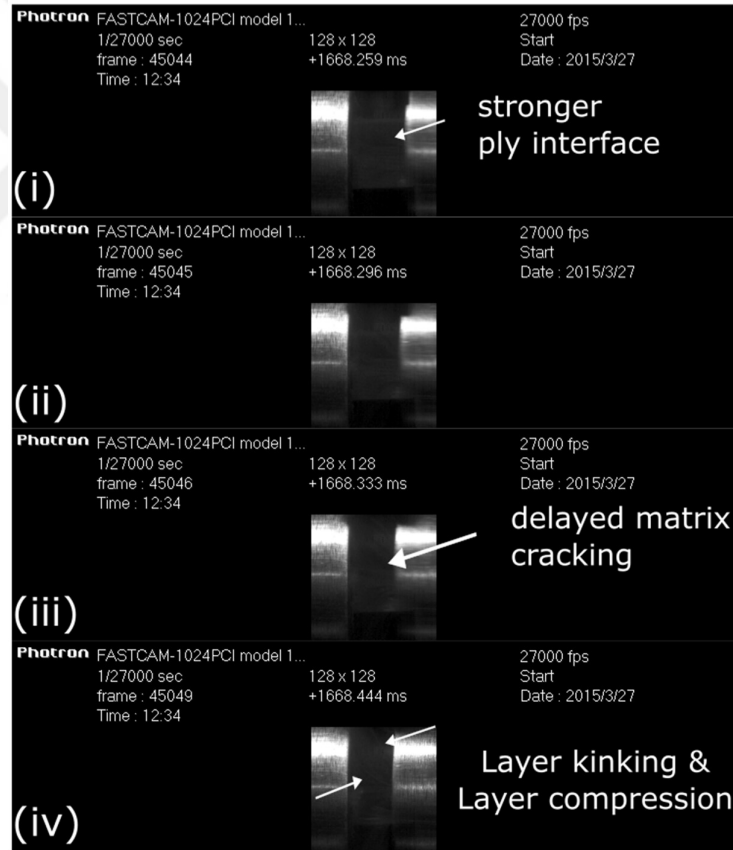 Photron FASTCAM-1024PCI model 1... 27000 fps
1/27000 sec 128 x 128 Start
frame : 45044 +1668.259 ms Date : 2015/3/27
Time : 12:34
stronger
ply interface
(i)
Photron FASTCAM-1024PCI model 1... 27000 fps
1/27000 sec 128 x 128 Start
frame : 45045 +1668.296 ms Date : 2015/3/27
Time : 12:34
(ii)
Photron FASTCAM-1024PCI model 1... 27000 fps
1/27000 sec 128 x 128 Start
frame : 45046 +1668.333 ms Date : 2015/3/27
Time : 12:34
delayed matrix
cracking
(iii)
Photron FASTCAM-1024PCI model 1... 27000 fps
1/27000 sec 128 x 128 Start
frame : 45049 +1668.444 ms Date : 2015/3/27
Time : 12:34
Layer kinking &
Layer compression
(iv)